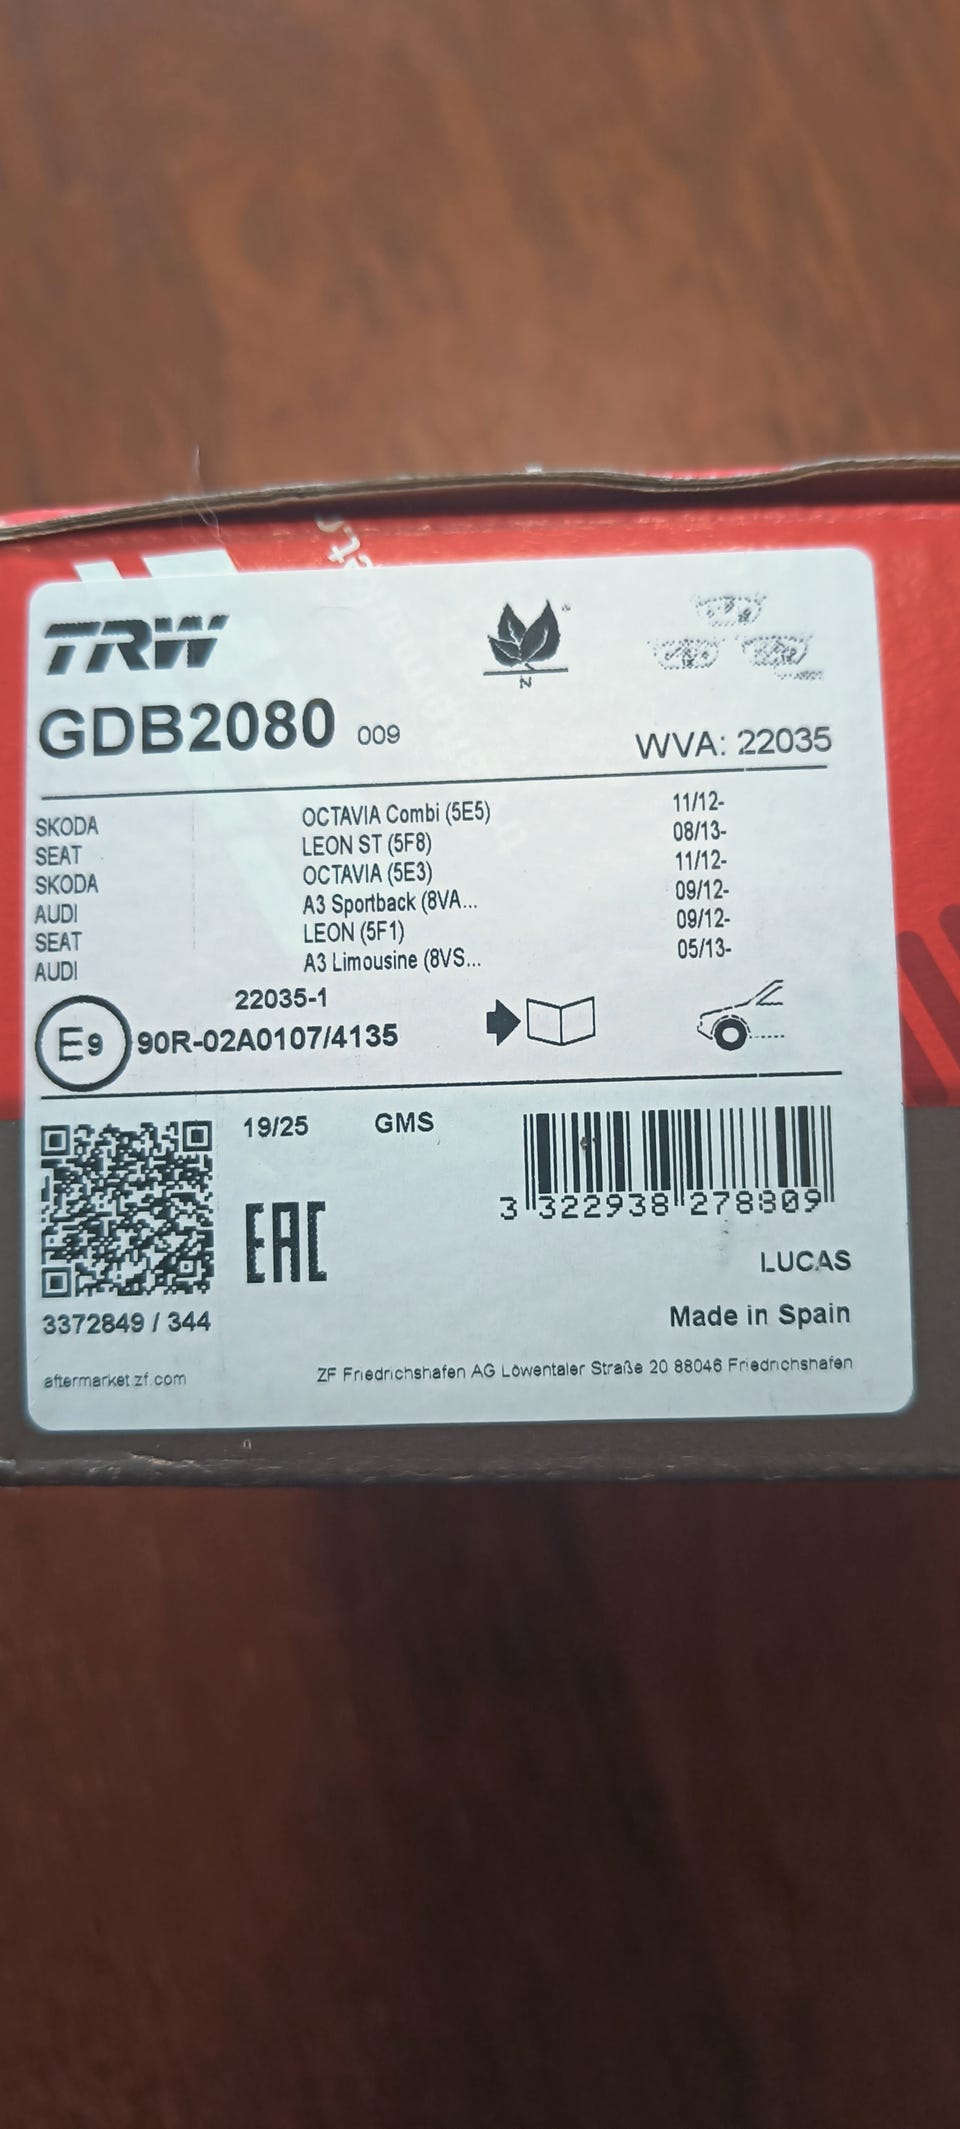 TRW
N
GDB2080 009
WVA: 22035
SKODA OCTAVIA Combi (5E5) 11/12-
SEAT LEON ST (5F8) 08/13-
SKODA OCTAVIA (5E3) 11/12-
AUDI A3 Sportback (8VA... 09/12-
SEAT LEON (5F1) 09/12-
AUDI A3 Limousine (8VS... 05/13-
22035-1
E9 90R-02A0107/4135
19/25 GMS
3 322938 278809
EAC
LUCAS
3372849 / 344
Made in Spain
aftermarket.zf.com
ZF Friedrichshafen AG Löwentaler Straße 20 88046 Friedrichshafen